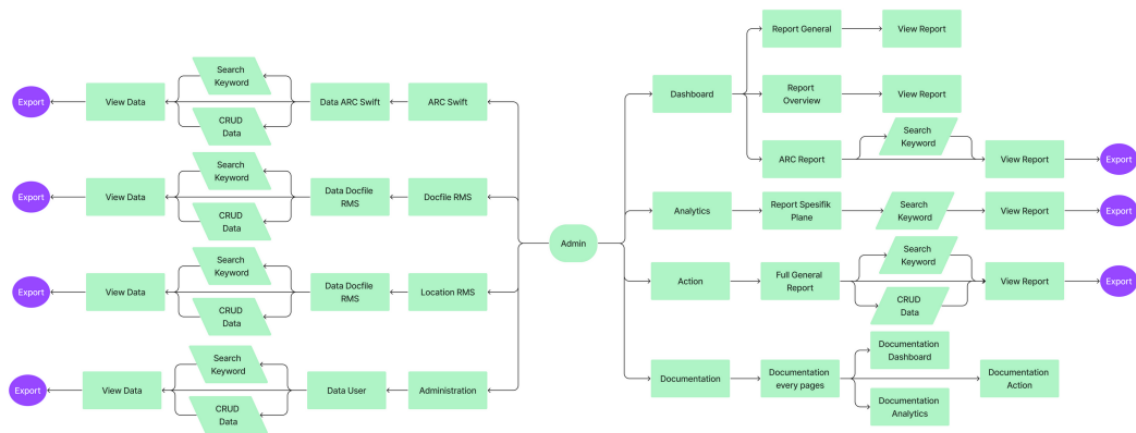 Search
Keyword
Export
View Data
Data ARC Swift
ARC Swift
CRUD
Data
Search
Keyword
Export
View Data
Data Docfile
RMS
Docfile RMS
CRUD
Data
Search
Keyword
Export
View Data
Data Docfile
RMS
Location RMS
CRUD
Data
Search
Keyword
Export
View Data
Data User
Administration
CRUD
Data
Admin
Dashboard
Report General
View Report
Report
Overview
View Report
ARC Report
Search
Keyword
View Report
Export
Analytics
Report Spesifik
Plane
Search
Keyword
View Report
Export
Action
Full General
Report
Search
Keyword
CRUD
Data
View Report
Export
Documentation
Documentation
every pages
Documentation
Dashboard
Documentation
Action
Documentation
Analytics